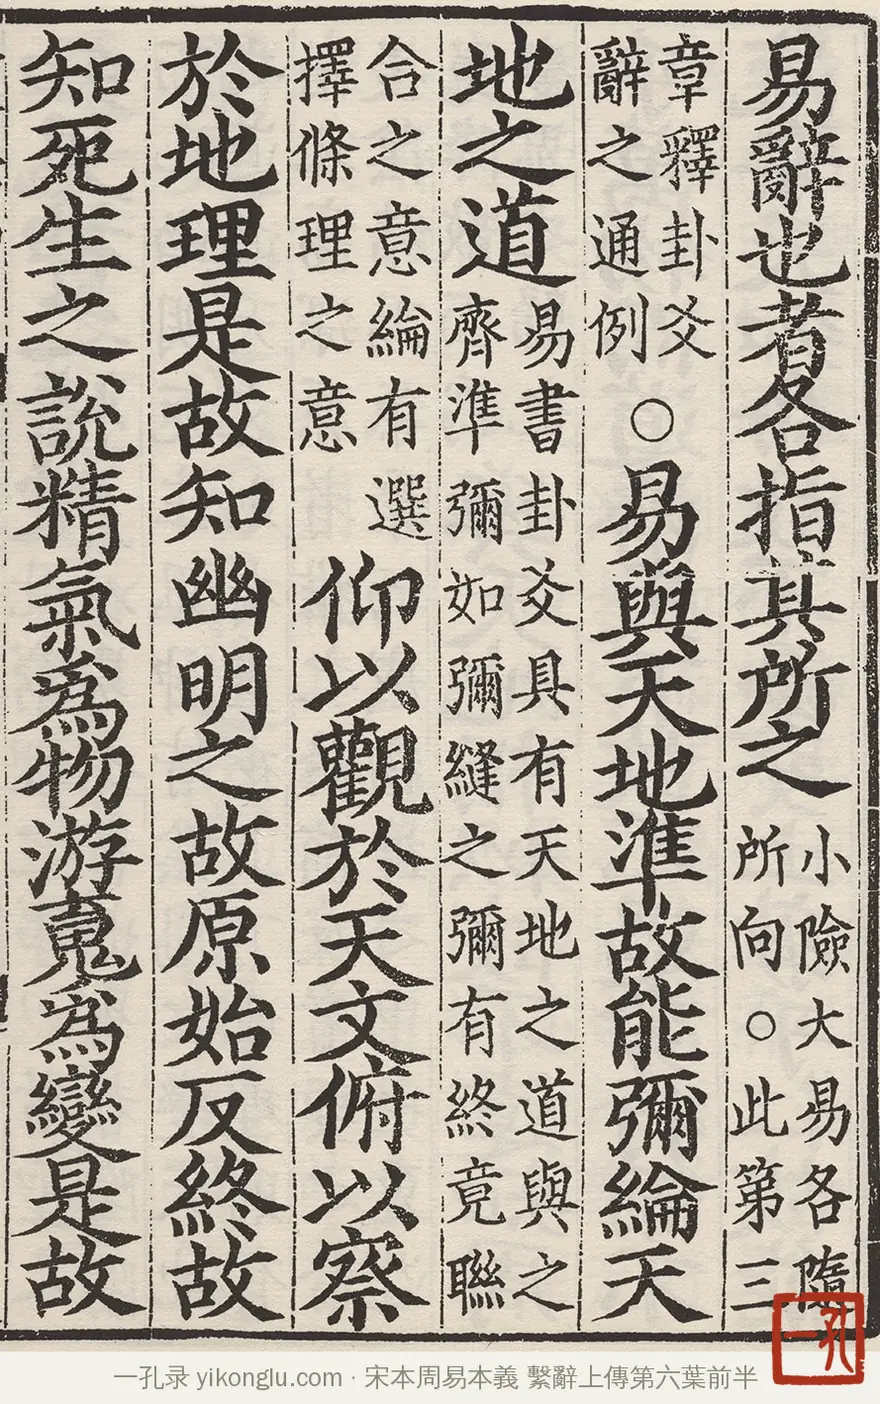 易辭也者各指其所之小險大易各隨所向○此第三
章釋卦爻辭之通例○易與天地準故能彌綸天
地之道易書卦爻具有天地之道與之齊準彌如彌縫之彌有終竟聯
合之意綸有選擇條理之意仰以觀於天文俯以察
於地理是故知幽明之故原始反終故
知死生之說精氣爲物游䰟爲變是故
一孔
一孔录 yikonglu.com · 宋本周易本義 繫辭上傳第六葉前半